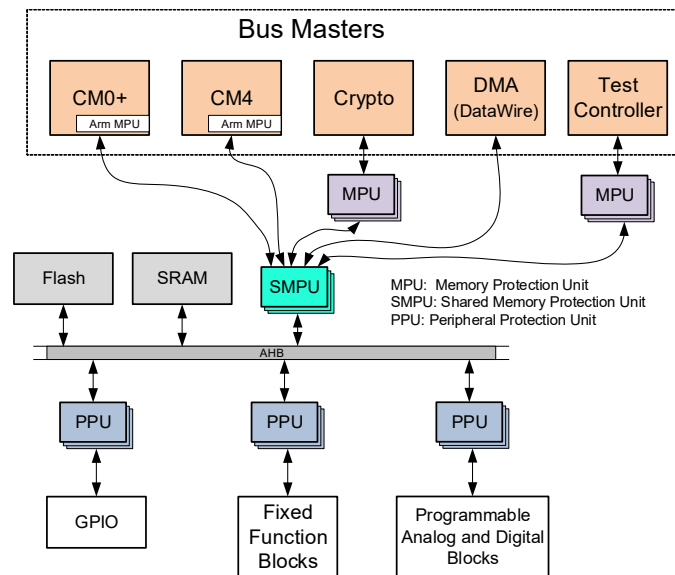 Bus Masters
CM0+
Arm MPU
CM4
Arm MPU
Crypto
DMA
(DataWire)
Test
Controller
MPU
MPU
Flash
SRAM
SMPU
MPU:  Memory Protection Unit
SMPU: Shared Memory Protection Unit
PPU: Peripheral Protection Unit
AHB
PPU
PPU
PPU
GPIO
Fixed
Function
Blocks
Programmable
Analog and Digital
Blocks